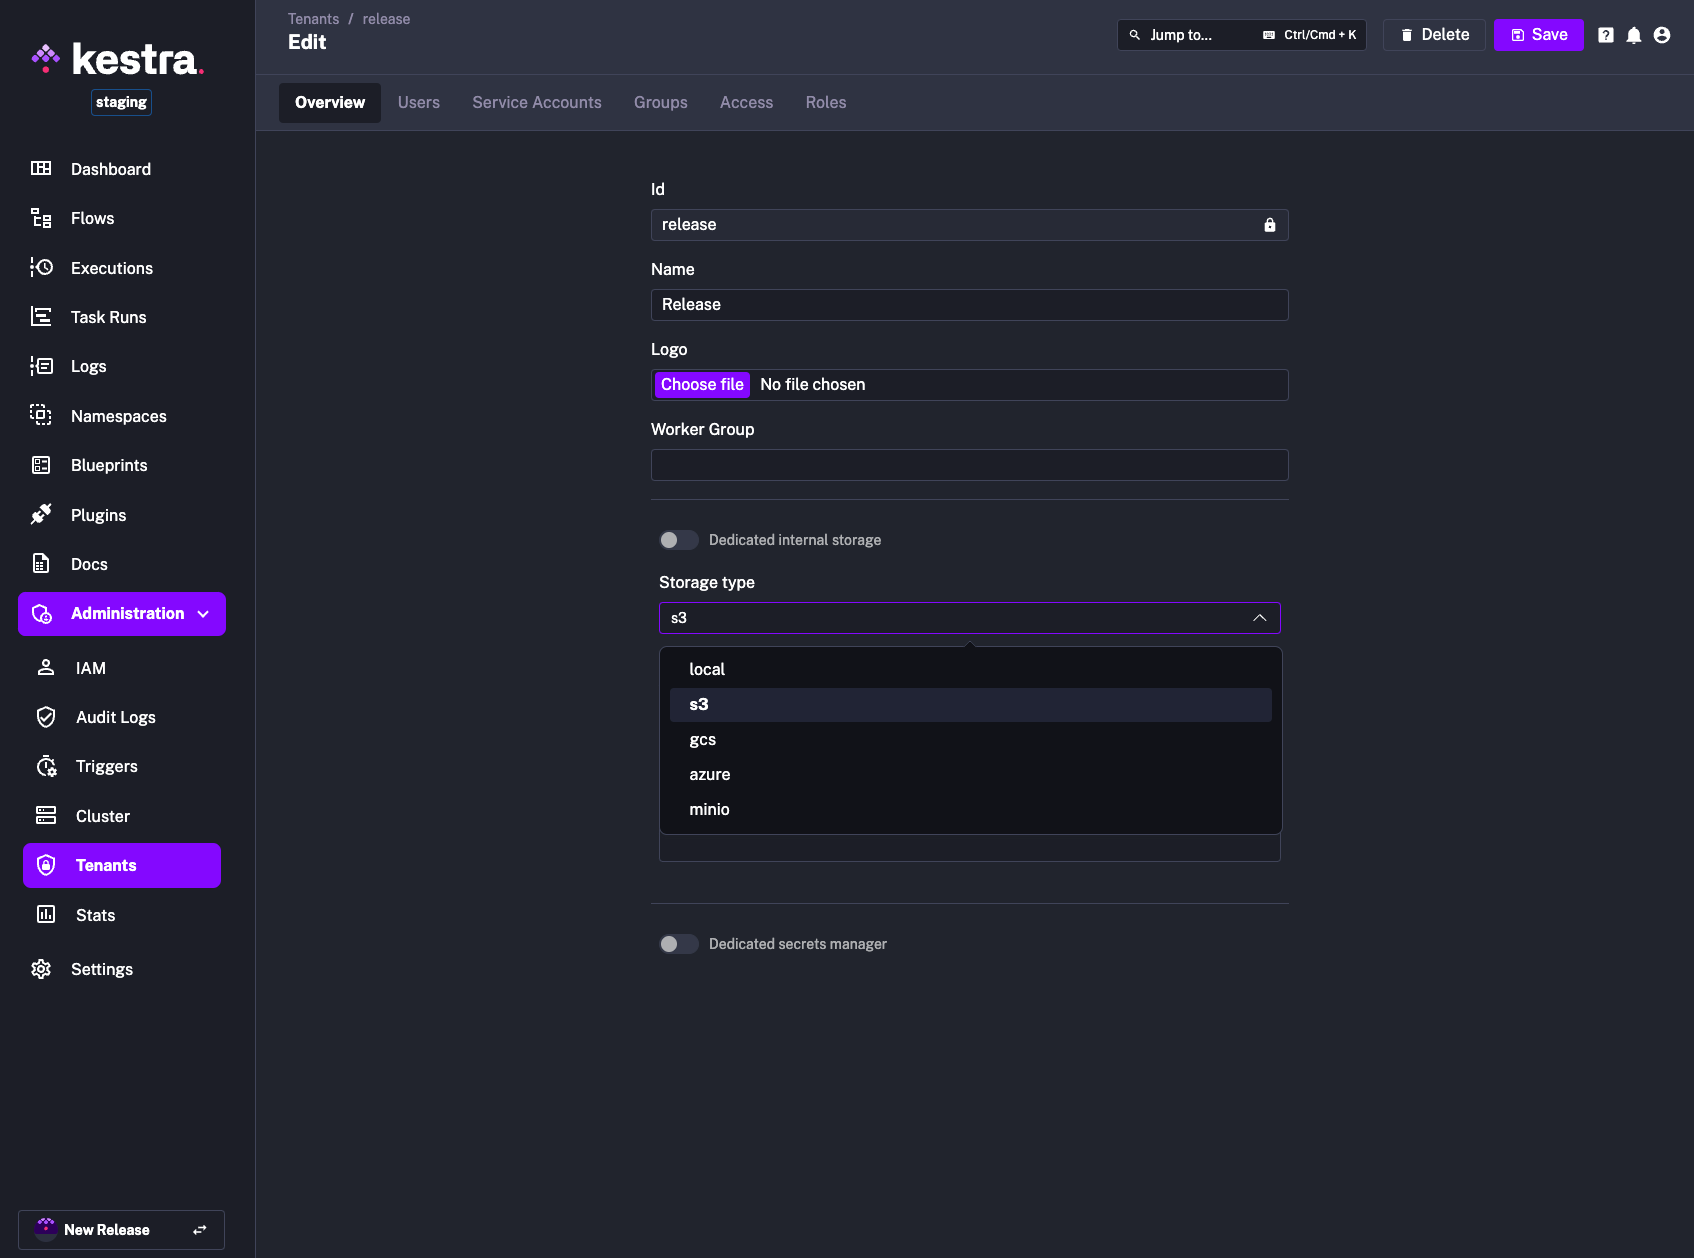 kestra.
staging
Dashboard
Flows
Executions
Task Runs
Logs
Namespaces
Blueprints
Plugins
Docs
Administration
IAM
Audit Logs
Triggers
Cluster
Tenants
Stats
Settings
New Release
Tenants / release
Edit
Jump to... Ctrl/Cmd + K
Delete
Save
Overview Users Service Accounts Groups Access Roles
Id
release
Name
Release
Logo
Choose file No file chosen
Worker Group
Dedicated internal storage
Storage type
s3
local
s3
gcs
azure
minio
Dedicated secrets manager